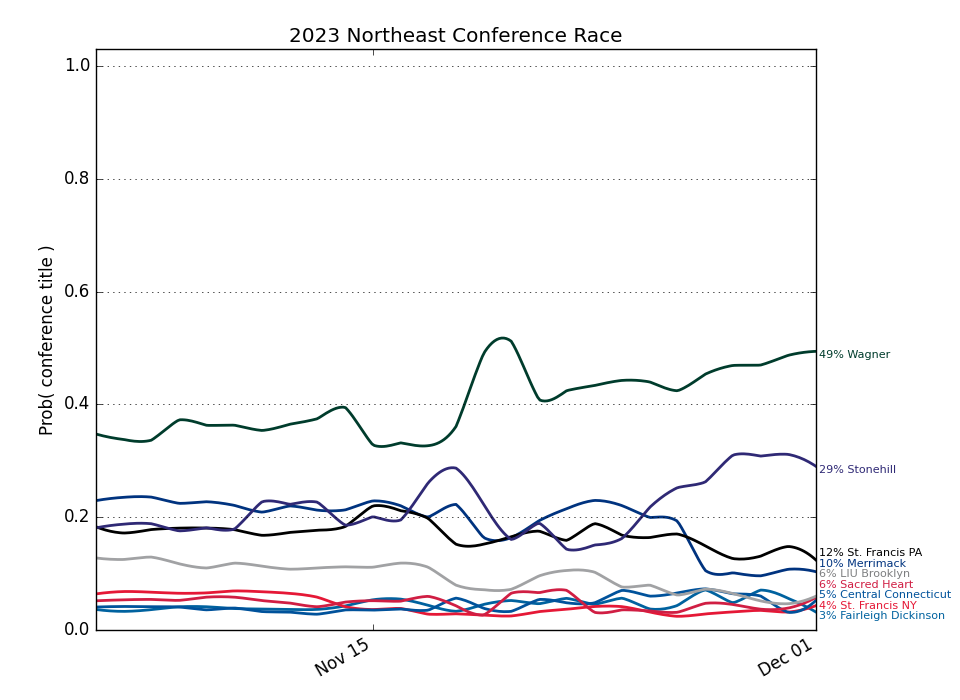 2023 Northeast Conference Race
Prob( conference title )
1.0
0.8
0.6
0.4
0.2
0.0
Nov 15
Dec 01
49% Wagner
29% Stonehill
12% St. Francis PA
10% Merrimack
6% LIU Brooklyn
6% Sacred Heart
5% Central Connecticut
4% St. Francis NY
3% Fairleigh Dickinson